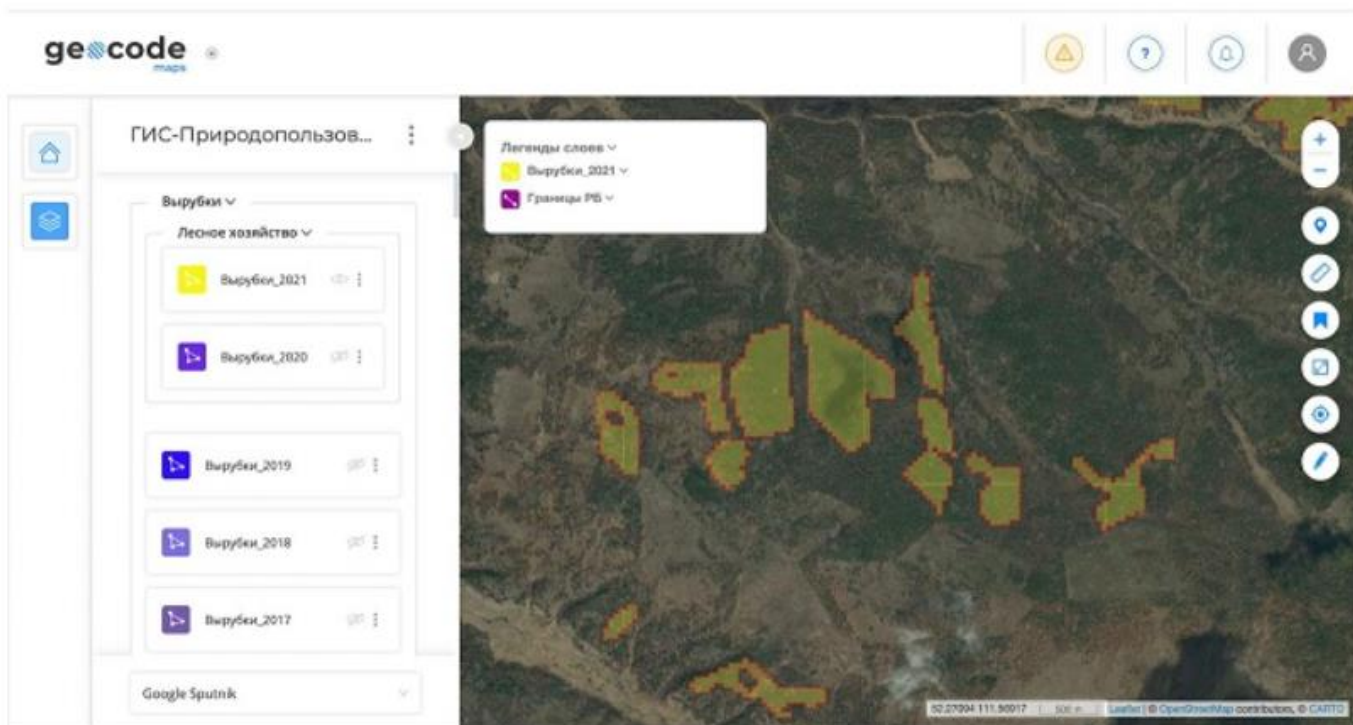 geocode
maps
?
ГИС-Природопользов...
Вырубки
Лесное хозяйство
Вырубки_2021
Вырубки_2020
Вырубки_2019
Вырубки_2018
Вырубки_2017
Google Sputnik
Легенды слоев
Вырубки_2021
Границы РБ
+
−
Leaflet | © OpenStreetMap contributors, © CARTO